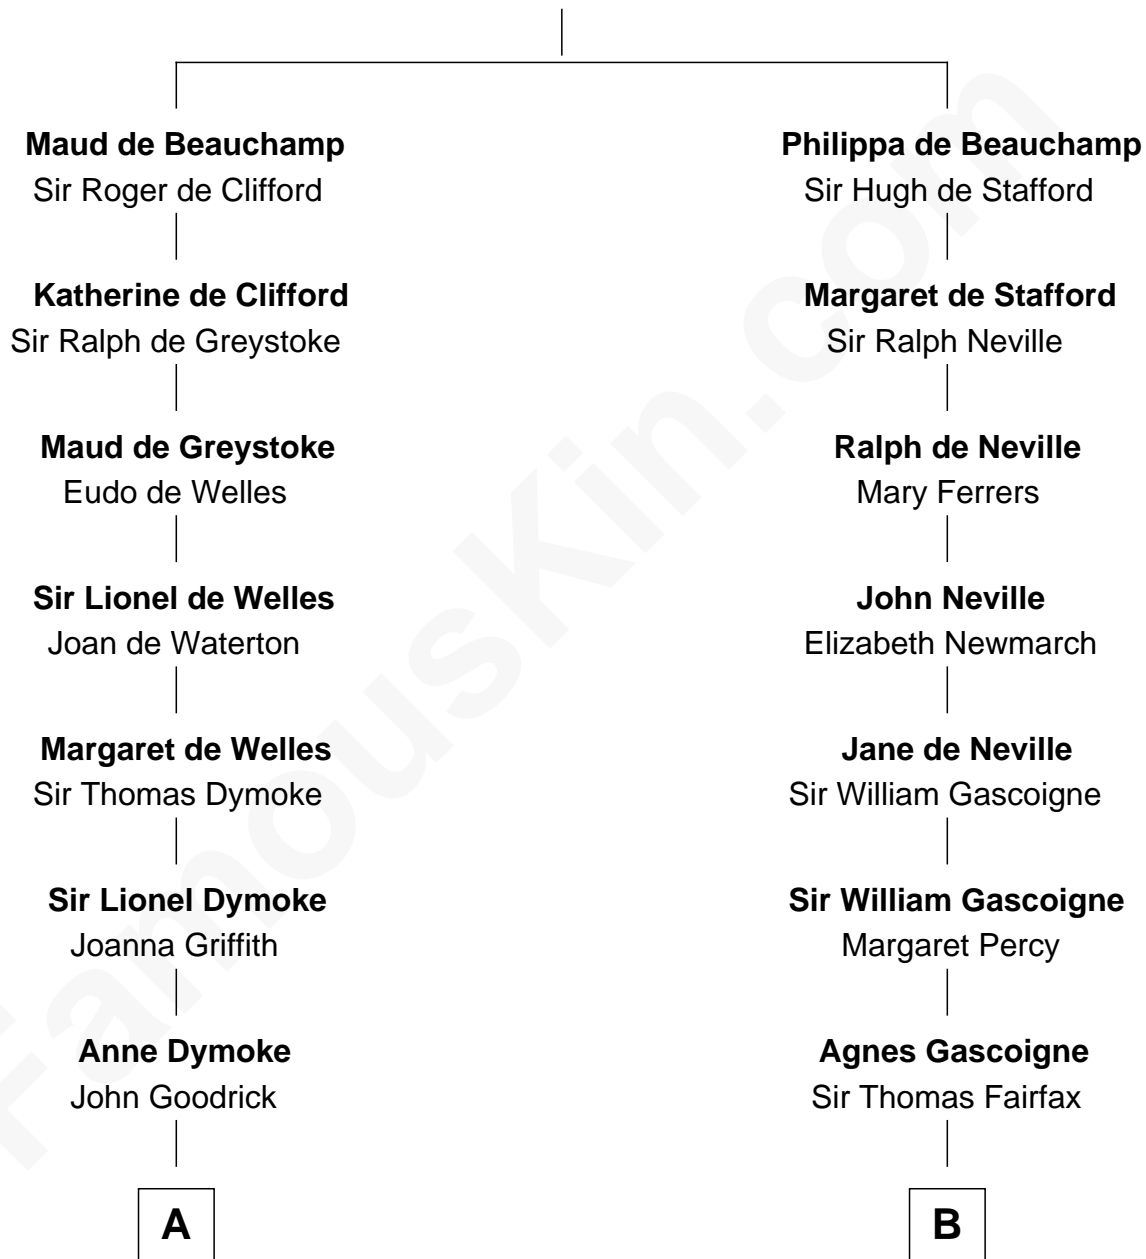 Maud de Beauchamp
Sir Roger de Clifford
Katherine de Clifford
Sir Ralph de Greystoke
Maud de Greystoke
Eudo de Welles
Sir Lionel de Welles
Joan de Waterton
Margaret de Welles
Sir Thomas Dymoke
Sir Lionel Dymoke
Joanna Griffith
Anne Dymoke
John Goodrick
A
Philippa de Beauchamp
Sir Hugh de Stafford
Margaret de Stafford
Sir Ralph Neville
Ralph de Neville
Mary Ferrers
John Neville
Elizabeth Newmarch
Jane de Neville
Sir William Gascoigne
Sir William Gascoigne
Margaret Percy
Agnes Gascoigne
Sir Thomas Fairfax
B
FamousKin.com